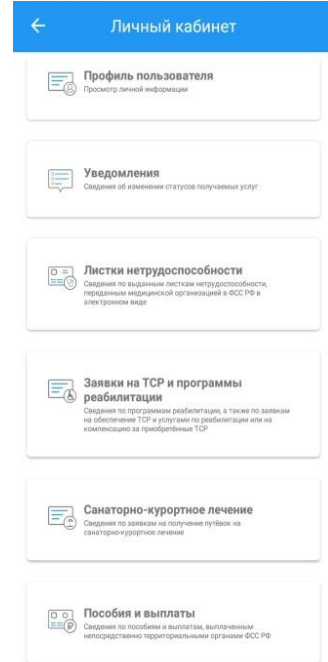 Личный кабинет
Профиль пользователя
Просмотр личной информации
Уведомления
Сведения об изменении статусов получаемых услуг
Листки нетрудоспособности
Сведения по выданным листкам нетрудоспособности,
переданным медицинской организацией в ФСС РФ в
электронном виде
Заявки на ТСР и программы
реабилитации
Сведения по программам реабилитации, а также по заявкам
на обеспечение ТСР и услугами по реабилитации или на
компенсацию за приобретённые ТСР
Санаторно-курортное лечение
Сведения по заявкам на получение путёвок на
санаторно-курортное лечение
Пособия и выплаты
Сведения по пособиям и выплатам, выплаченным
непосредственно территориальными органами ФСС РФ